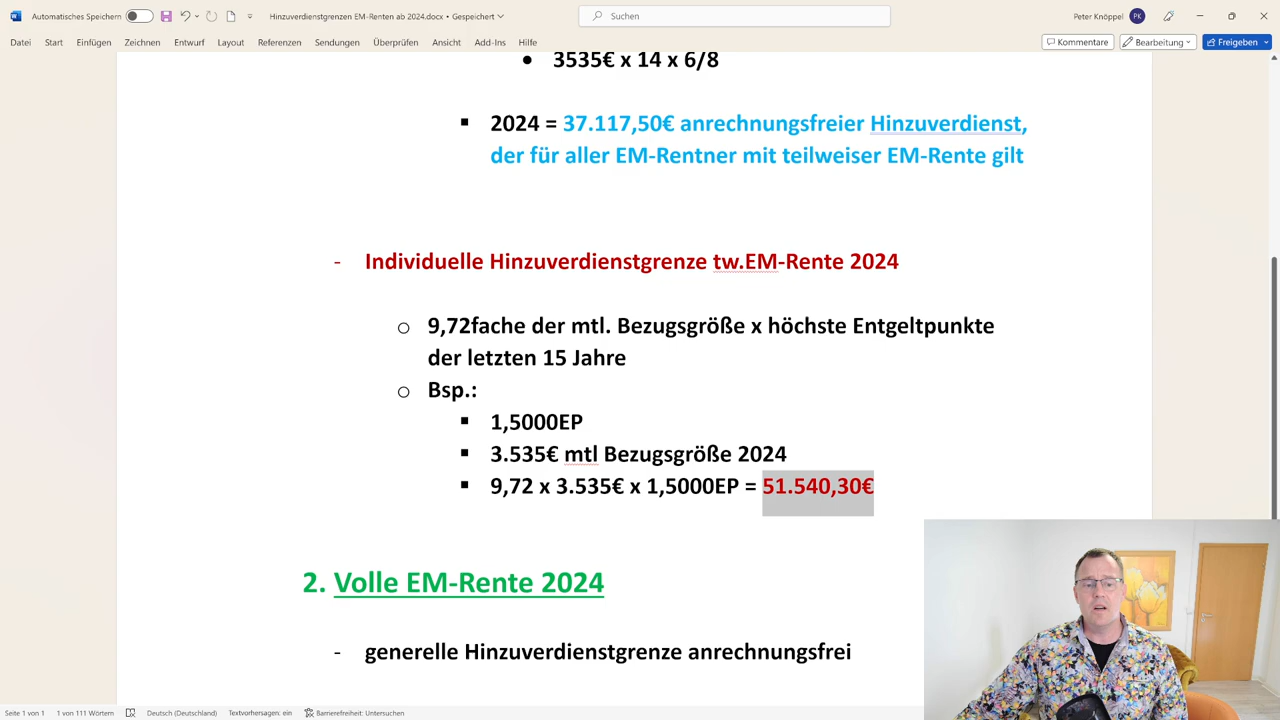 Automatisches Speichern
Hinzuverdienstgrenzen EM-Renten ab 2024.docx • Gespeichert
Suchen
Peter Knöppel
PK
Datei Start Einfügen Zeichnen Entwurf Layout Referenzen Sendungen Überprüfen Ansicht Add-Ins Hilfe
Kommentare Bearbeitung Freigeben
• 3535€ x 14 x 6/8
▪ 2024 = 37.117,50€ anrechnungsfreier Hinzuverdienst,
der für aller EM-Rentner mit teilweiser EM-Rente gilt
- Individuelle Hinzuverdienstgrenze tw.EM-Rente 2024
o 9,72fache der mtl. Bezugsgröße x höchste Entgeltpunkte
der letzten 15 Jahre
o Bsp.:
▪ 1,5000EP
▪ 3.535€ mtl Bezugsgröße 2024
▪ 9,72 x 3.535€ x 1,5000EP = 51.540,30€
2. Volle EM-Rente 2024
- generelle Hinzuverdienstgrenze anrechnungsfrei
Seite 1 von 1 1 von 111 Wörtern Deutsch (Deutschland) Textvorhersagen: ein Barrierefreiheit: Untersuchen